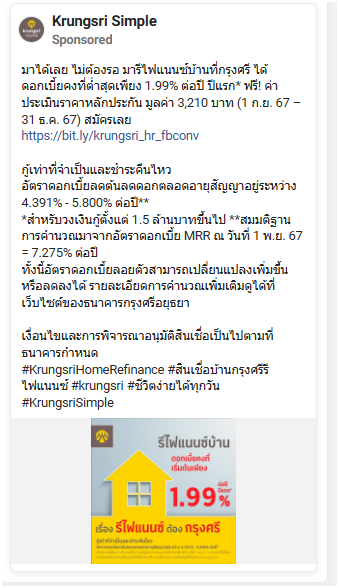 Krungsri Simple
Sponsored
มาได้เลย ไม่ต้องรอ มารีไฟแนนซ์บ้านที่กรุงศรี ได้
ดอกเบี้ยคงที่ต่ำสุดเพียง 1.99% ต่อปี ปีแรก* ฟรี! ค่า
ประเมินราคาหลักประกัน มูลค่า 3,210 บาท (1 ก.ย. 67 –
31 ธ.ค. 67) สมัครเลย
https://bit.ly/krungsri_hr_fbconv
กู้เท่าที่จำเป็นและชำระคืนไหว
อัตราดอกเบี้ยลดต้นลดดอกตลอดอายุสัญญาอยู่ระหว่าง
4.391% - 5.800% ต่อปี**
*สำหรับวงเงินกู้ตั้งแต่ 1.5 ล้านบาทขึ้นไป **สมมติฐาน
การคำนวณมาจากอัตราดอกเบี้ย MRR ณ วันที่ 1 พ.ย. 67
= 7.275% ต่อปี
ทั้งนี้อัตราดอกเบี้ยลอยตัวสามารถเปลี่ยนแปลงเพิ่มขึ้น
หรือลดลงได้ รายละเอียดการคำนวณเพิ่มเติมดูได้ที่
เว็บไซต์ของธนาคารกรุงศรีอยุธยา
เงื่อนไขและการพิจารณาอนุมัติสินเชื่อเป็นไปตามที่
ธนาคารกำหนด
#KrungsriHomeRefinance #สินเชื่อบ้านกรุงศรีรี
ไฟแนนซ์ #krungsri #ชีวิตง่ายได้ทุกวัน
#KrungsriSimple
รีไฟแนนซ์บ้าน
ดอกเบี้ยคงที่
เริ่มต้นเพียง
1.99%
ต่อปี
ปีแรก*
เรื่อง รีไฟแนนซ์ ต้อง กรุงศรี
กู้เท่าที่จำเป็นและชำระคืนไหว